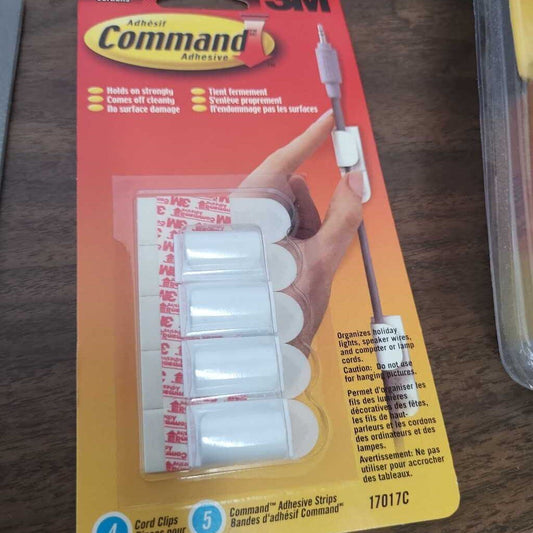 3M
Adhésif
Command
Adhesive
Holds on strongly
Comes off cleanly
No surface damage
Tient fermement
S'enlève proprement
N'endommage pas les surfaces
Organizes holiday
lights, speaker wires,
and computer or lamp
cords.
Caution: Do not use
for hanging pictures.
Permet d'organiser les
fils des lumières
décoratives des fêtes,
les fils de haut-
parleurs et les cordons
des ordinateurs et des
lampes.
Avertissement: Ne pas
utiliser pour accrocher
des tableaux.
17017C
4 Cord Clips
5 Command™ Adhesive Strips
Bandes d'adhésif Command™